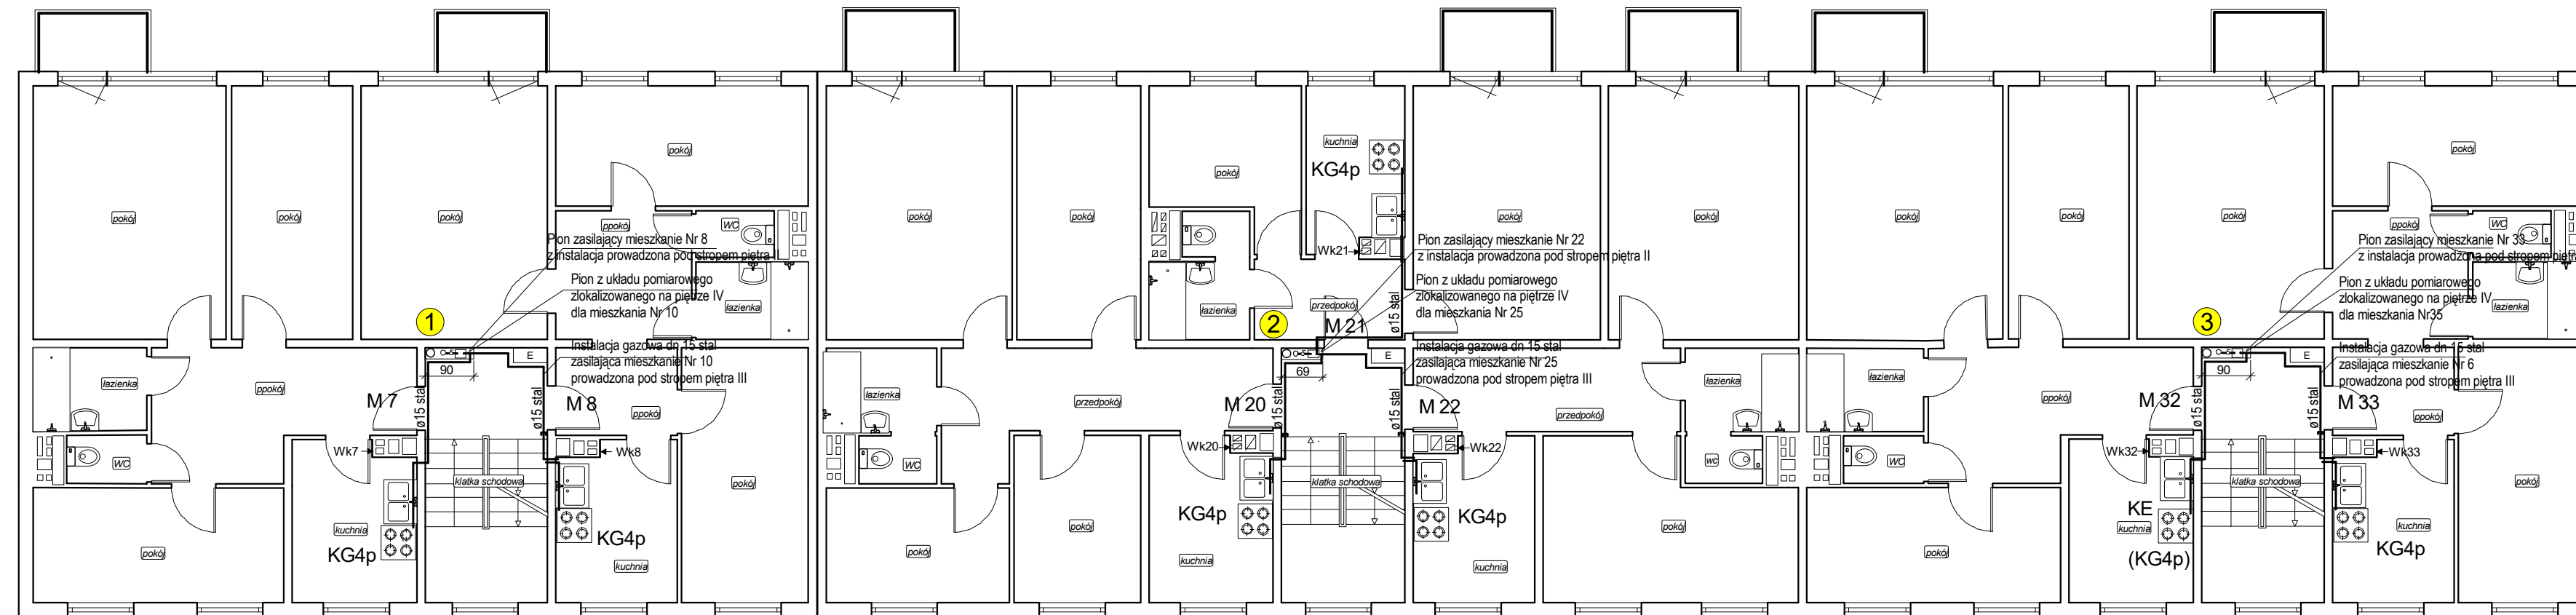 pokój
pokój
pokój
pokój
ppokój
WC
Pion zasilający mieszkanie Nr 8
z instalacja prowadzona pod stropem piętra I
Pion z układu pomiarowego
zlokalizowanego na piętrze IV
dla mieszkania Nr 10
łazienka
1
Instalacja gazowa dn 15 stal
zasilająca mieszkanie Nr 10
prowadzona pod stropem piętra III
E
90
łazienka
ppokój
M 7
ø15 stal
ø15 stal
M 8
ppokój
Wk7
Wk8
WC
klatka schodowa
pokój
kuchnia
KG4p
KG4p
pokój
kuchnia
pokój
pokój
pokój
kuchnia
KG4p
Wk21
łazienka
przedpokój
2
M 21
ø15 stal
pokój
Pion zasilający mieszkanie Nr 22
z instalacja prowadzona pod stropem piętra II
Pion z układu pomiarowego
zlokalizowanego na piętrze IV
dla mieszkania Nr 25
pokój
Instalacja gazowa dn 15 stal
zasilająca mieszkanie Nr 25
prowadzona pod stropem piętra III
E
69
łazienka
przedpokój
M 20
ø15 stal
ø15 stal
M 22
przedpokój
łazienka
Wk20
Wk22
WC
klatka schodowa
wc
KG4p
KG4p
pokój
pokój
kuchnia
kuchnia
pokój
pokój
pokój
pokój
pokój
ppokój
WC
Pion zasilający mieszkanie Nr 33
z instalacja prowadzona pod stropem piętra
Pion z układu pomiarowego
zlokalizowanego na piętrze IV
dla mieszkania Nr35
łazienka
3
Instalacja gazowa dn 15 stal
zasilająca mieszkanie Nr 6
prowadzona pod stropem piętra III
E
90
łazienka
ppokój
M 32
ø15 stal
ø15 stal
M 33
ppokój
Wk32
Wk33
WC
klatka schodowa
pokój
KE
kuchnia
(KG4p)
kuchnia
KG4p
pokój